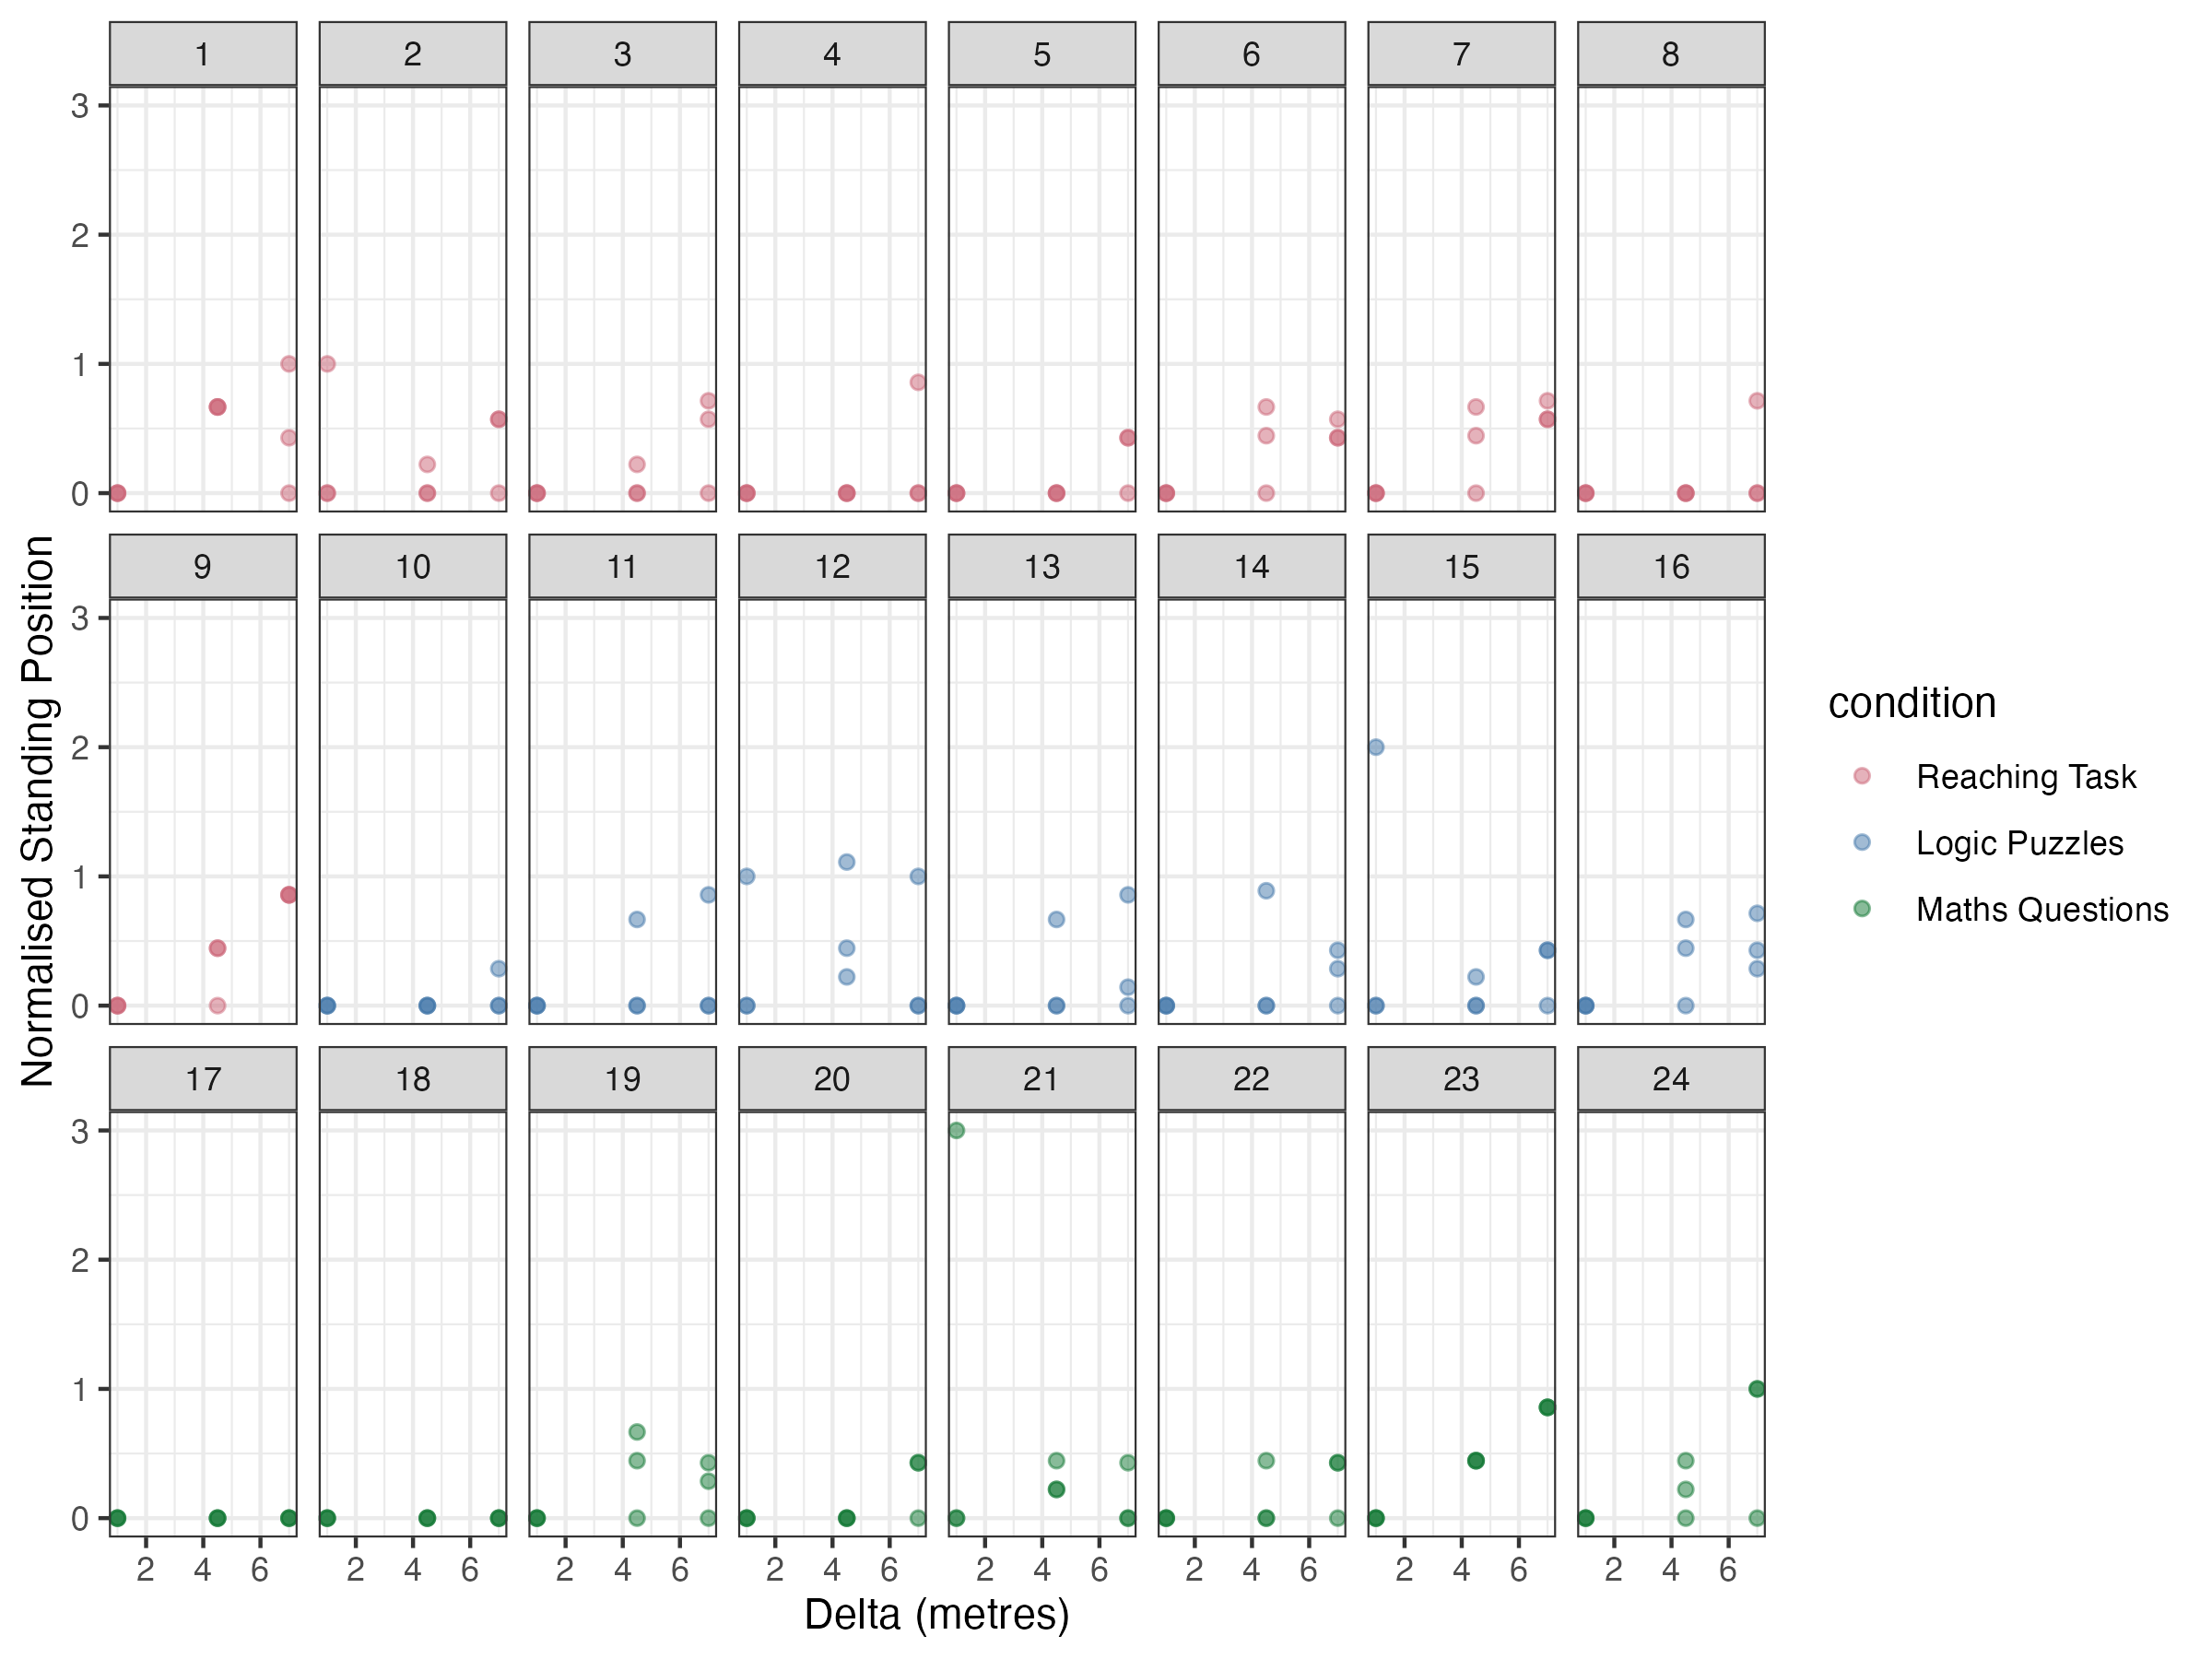 1 2 3 4 5 6 7 8
3
2
1
0
9 10 11 12 13 14 15 16
3
2
1
0
17 18 19 20 21 22 23 24
3
2
1
0
2 4 6 2 4 6 2 4 6 2 4 6 2 4 6 2 4 6 2 4 6 2 4 6
Delta (metres)
Normalised Standing Position
condition
Reaching Task
Logic Puzzles
Maths Questions